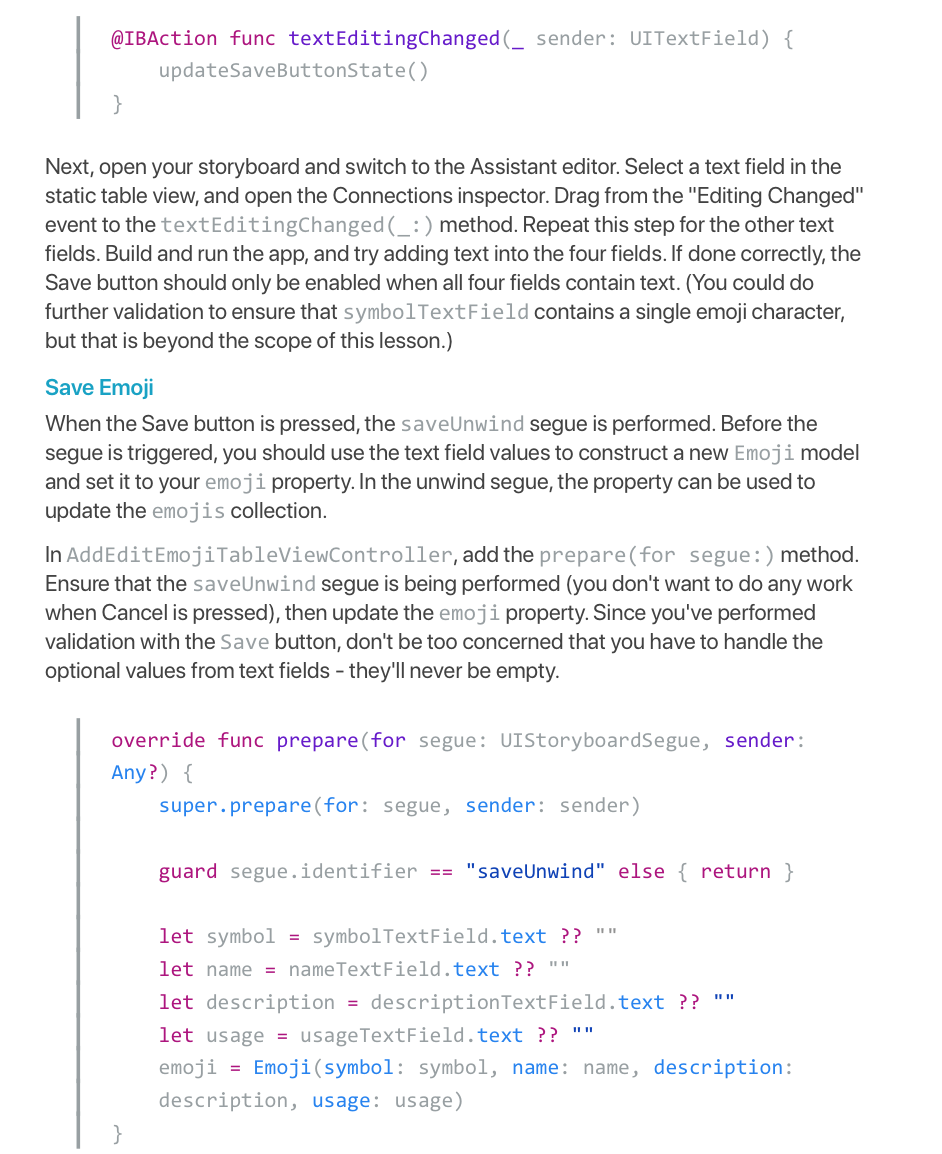 @IBAction func textEditingChanged(_ sender: UITextField) {
    updateSaveButtonState()
}
Next, open your storyboard and switch to the Assistant editor. Select a text field in the
static table view, and open the Connections inspector. Drag from the "Editing Changed"
event to the textEditingChanged(_:) method. Repeat this step for the other text
fields. Build and run the app, and try adding text into the four fields. If done correctly, the
Save button should only be enabled when all four fields contain text. (You could do
further validation to ensure that symbolTextField contains a single emoji character,
but that is beyond the scope of this lesson.)
Save Emoji
When the Save button is pressed, the saveUnwind segue is performed. Before the
segue is triggered, you should use the text field values to construct a new Emoji model
and set it to your emoji property. In the unwind segue, the property can be used to
update the emojis collection.
In AddEditEmojiTableViewController, add the prepare(for segue:) method.
Ensure that the saveUnwind segue is being performed (you don't want to do any work
when Cancel is pressed), then update the emoji property. Since you've performed
validation with the Save button, don't be too concerned that you have to handle the
optional values from text fields - they'll never be empty.
override func prepare(for segue: UIStoryboardSegue, sender:
Any?) {
    super.prepare(for: segue, sender: sender)
    guard segue.identifier == "saveUnwind" else { return }
    let symbol = symbolTextField.text ?? ""
    let name = nameTextField.text ?? ""
    let description = descriptionTextField.text ?? ""
    let usage = usageTextField.text ?? ""
    emoji = Emoji(symbol: symbol, name: name, description:
    description, usage: usage)
}